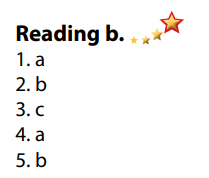 Reading b.
1. a
2. b
3. c
4. a
5. b